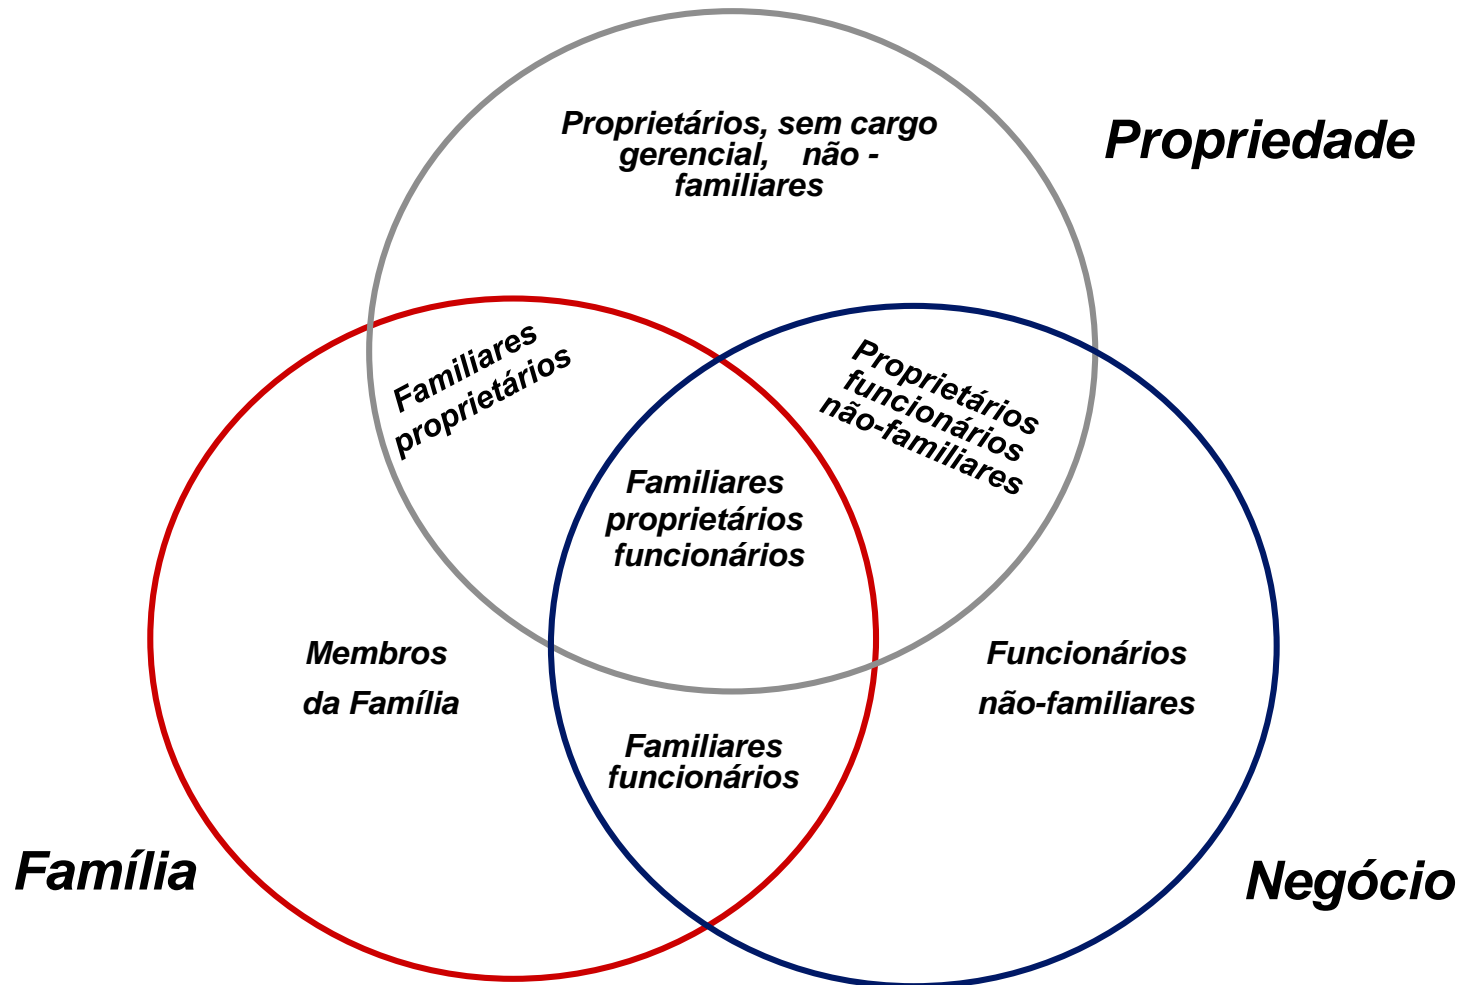 Proprietários, sem cargo
gerencial, não -
familiares
Propriedade
Familiares
proprietários
Proprietários
funcionários
não-familiares
Familiares
proprietários
funcionários
Membros
da Família
Funcionários
não-familiares
Familiares
funcionários
Família
Negócio